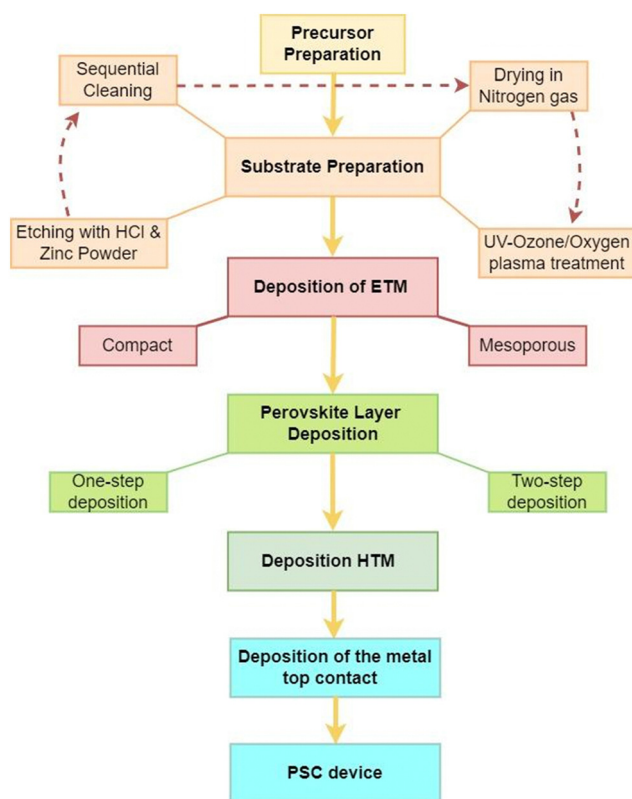 Precursor
Preparation
Sequential
Cleaning
Drying in
Nitrogen gas
Substrate Preparation
Etching with HCl &
Zinc Powder
UV-Ozone/Oxygen
plasma treatment
Deposition of ETM
Compact
Mesoporous
Perovskite Layer
Deposition
One-step
deposition
Two-step
deposition
Deposition HTM
Deposition of the metal
top contact
PSC device